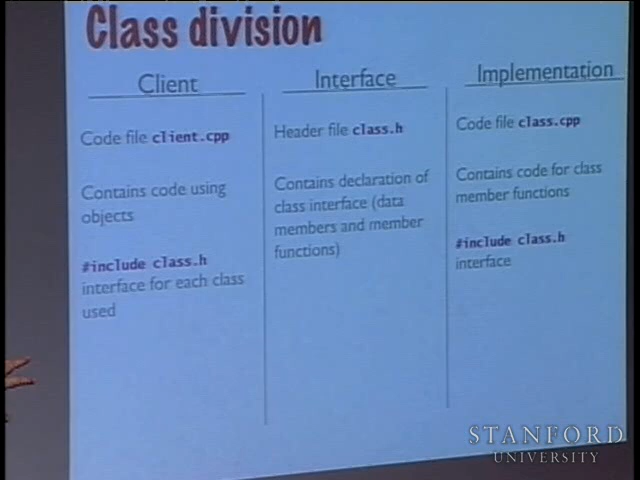 Class division
Client
Code file client.cpp
Contains code using
objects
#include class.h
interface for each class
used
Interface
Header file class.h
Contains declaration of
class interface (data
members and member
functions)
Implementation
Code file class.cpp
Contains code for class
member functions
#include class.h
interface
STANFORD
UNIVERSITY